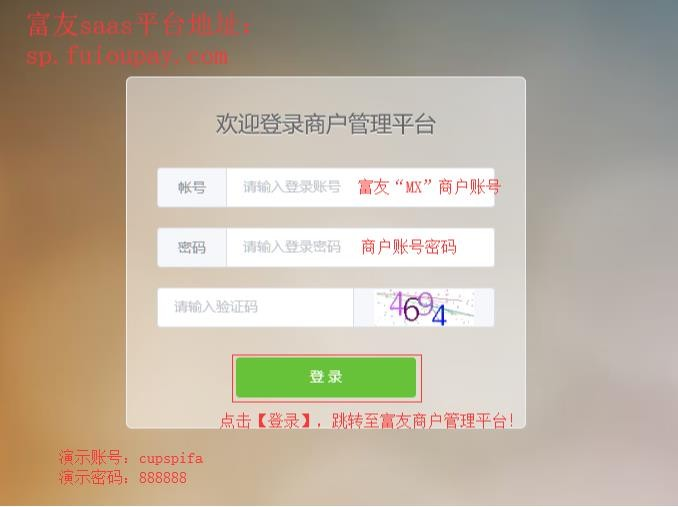 富友saas平台地址:
sp.fuioupay.com
欢迎登录商户管理平台
帐号 请输入登录账号 富友“MX”商户账号
密码 请输入登录密码 商户账号密码
请输入验证码 4694
登 录
点击【登录】，跳转至富友商户管理平台！
演示账号：cupspifa
演示密码：888888